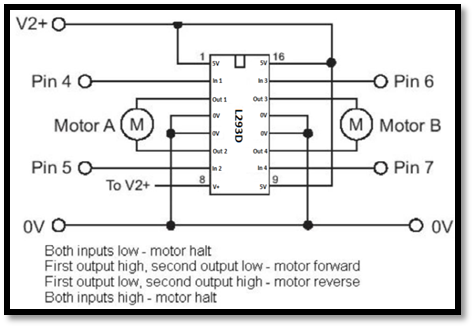 V2+
1 16
5V 5V
Pin 4 In 1 In 3 Pin 6
Out 1 Out 3
0V 0V
Motor A M L293D M Motor B
0V 0V
Out 2 Out 4
Pin 5 In 2 In 4 Pin 7
To V2+ 8 V+ 5V 9
0V 0V
Both inputs low - motor halt
First output high, second output low - motor forward
First output low, second output high - motor reverse
Both inputs high - motor halt